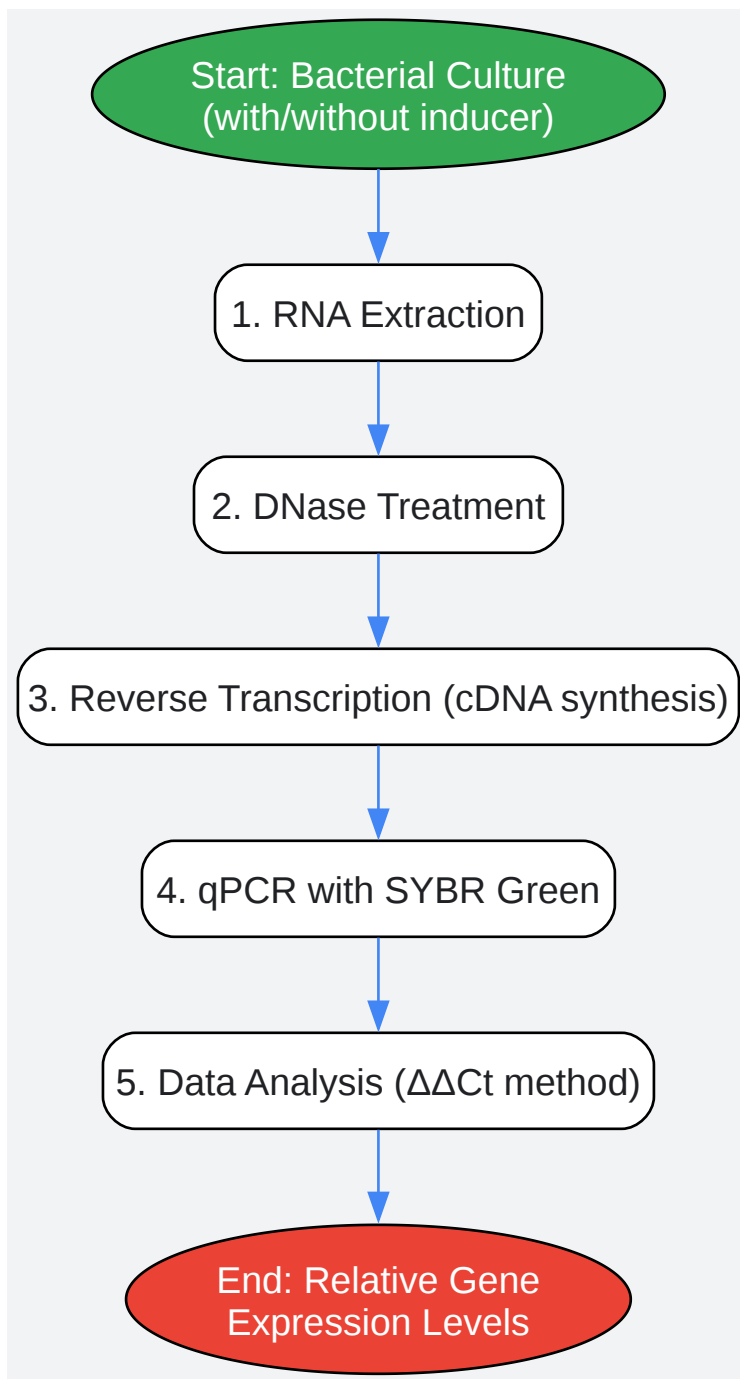 Start: Bacterial Culture
(with/without inducer)
1. RNA Extraction
2. DNase Treatment
3. Reverse Transcription (cDNA synthesis)
4. qPCR with SYBR Green
5. Data Analysis (ΔΔCt method)
End: Relative Gene
Expression Levels